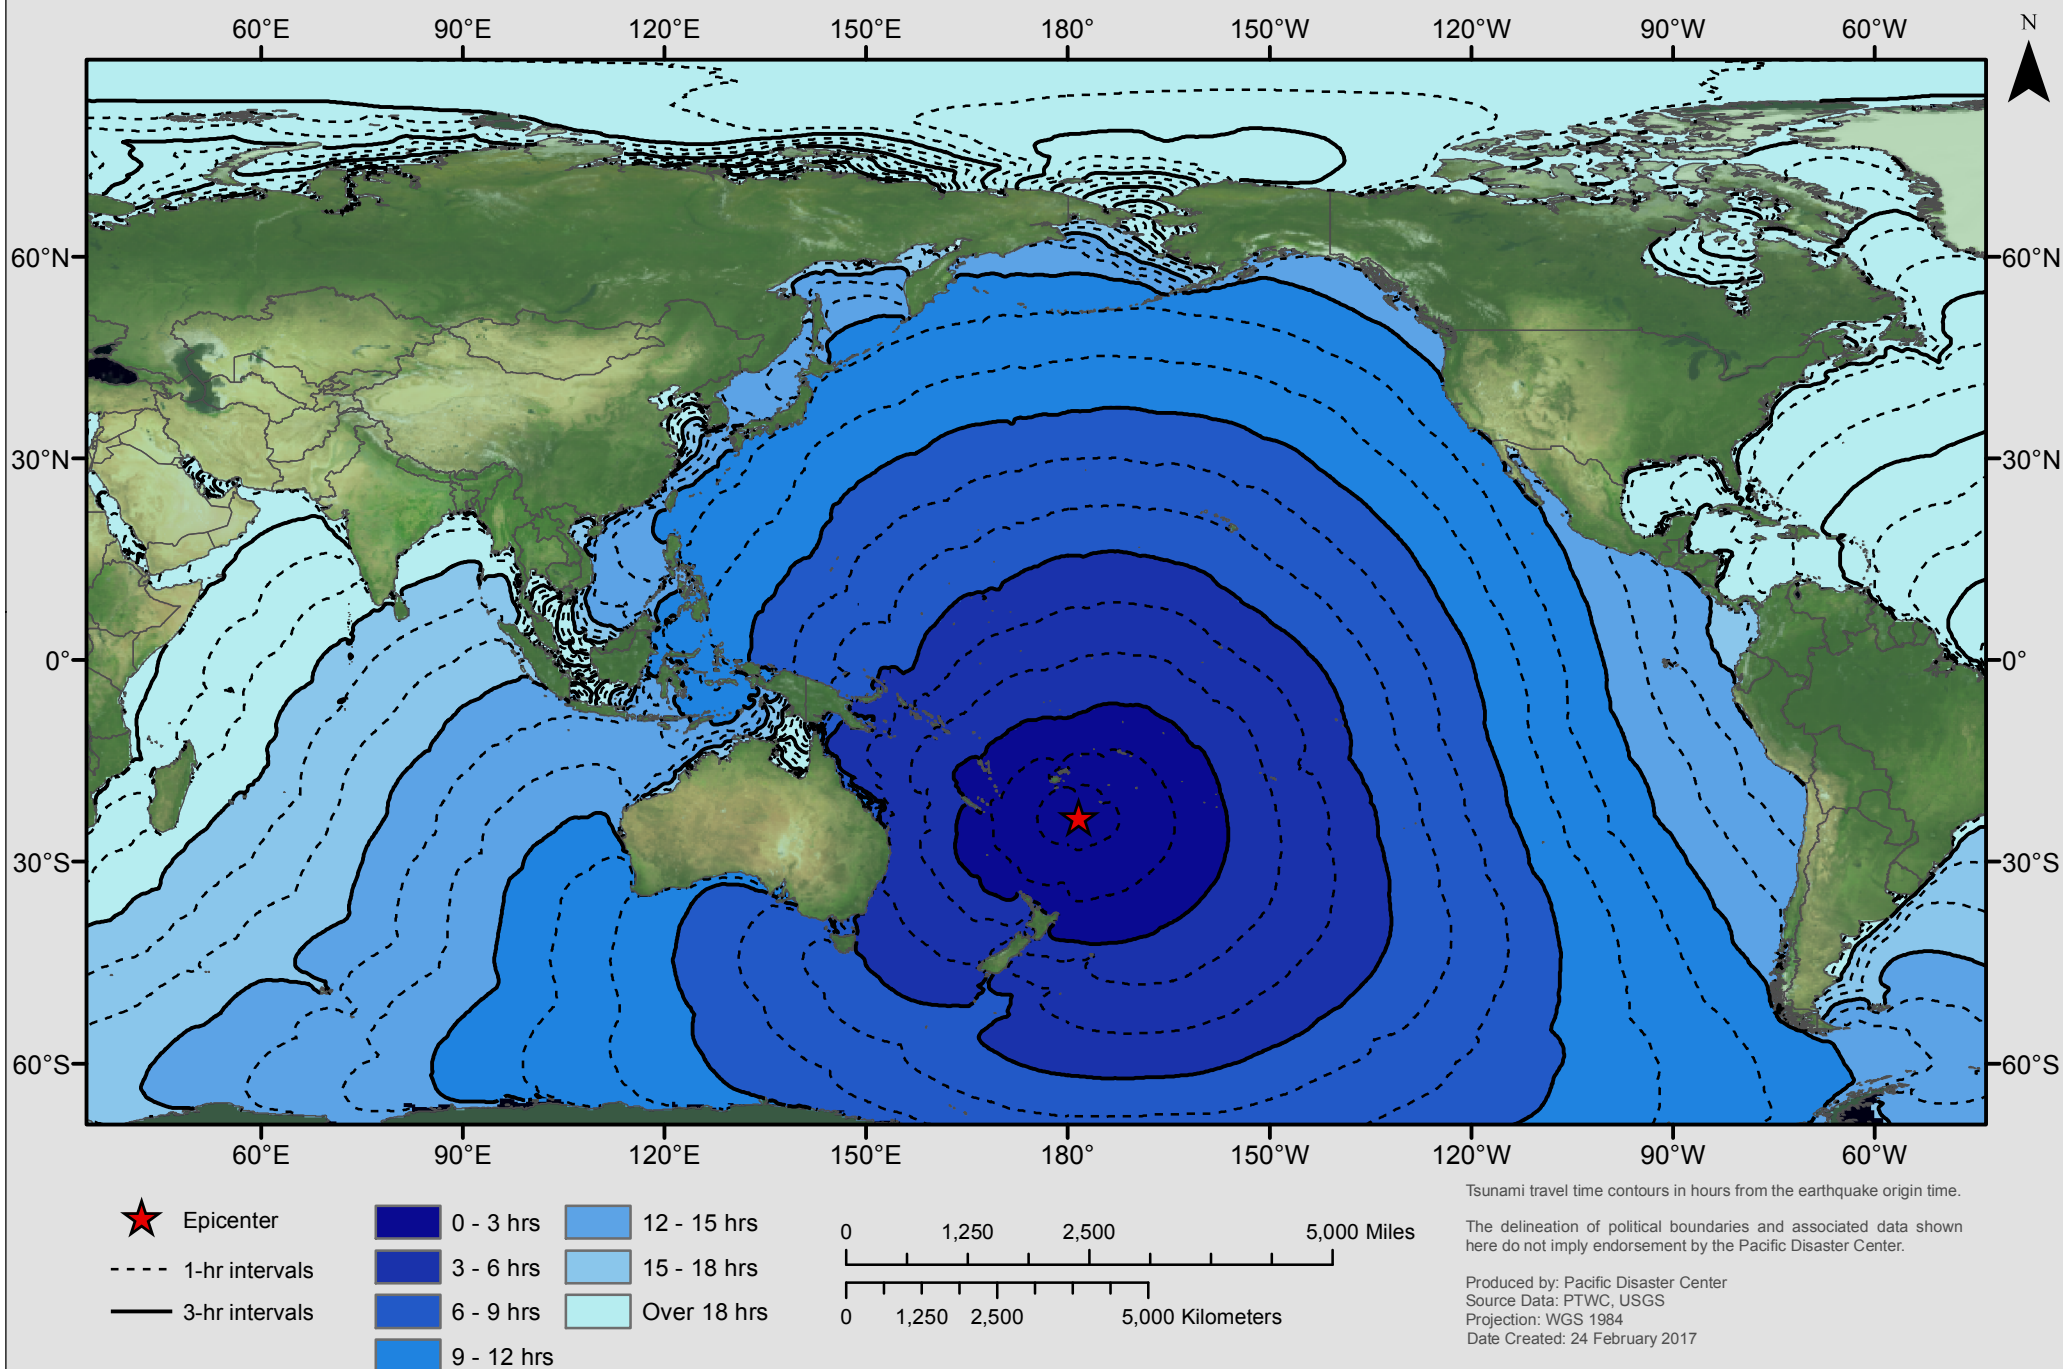 60°E 90°E 120°E 150°E 180° 150°W 120°W 90°W 60°W
N
60°N 60°N
30°N 30°N
0° 0°
30°S 30°S
60°S 60°S
60°E 90°E 120°E 150°E 180° 150°W 120°W 90°W 60°W
Epicenter
1-hr intervals
3-hr intervals
0 - 3 hrs
3 - 6 hrs
6 - 9 hrs
9 - 12 hrs
12 - 15 hrs
15 - 18 hrs
Over 18 hrs
0 1,250 2,500 5,000 Miles
0 1,250 2,500 5,000 Kilometers
Tsunami travel time contours in hours from the earthquake origin time.
The delineation of political boundaries and associated data shown
here do not imply endorsement by the Pacific Disaster Center.
Produced by: Pacific Disaster Center
Source Data: PTWC, USGS
Projection: WGS 1984
Date Created: 24 February 2017